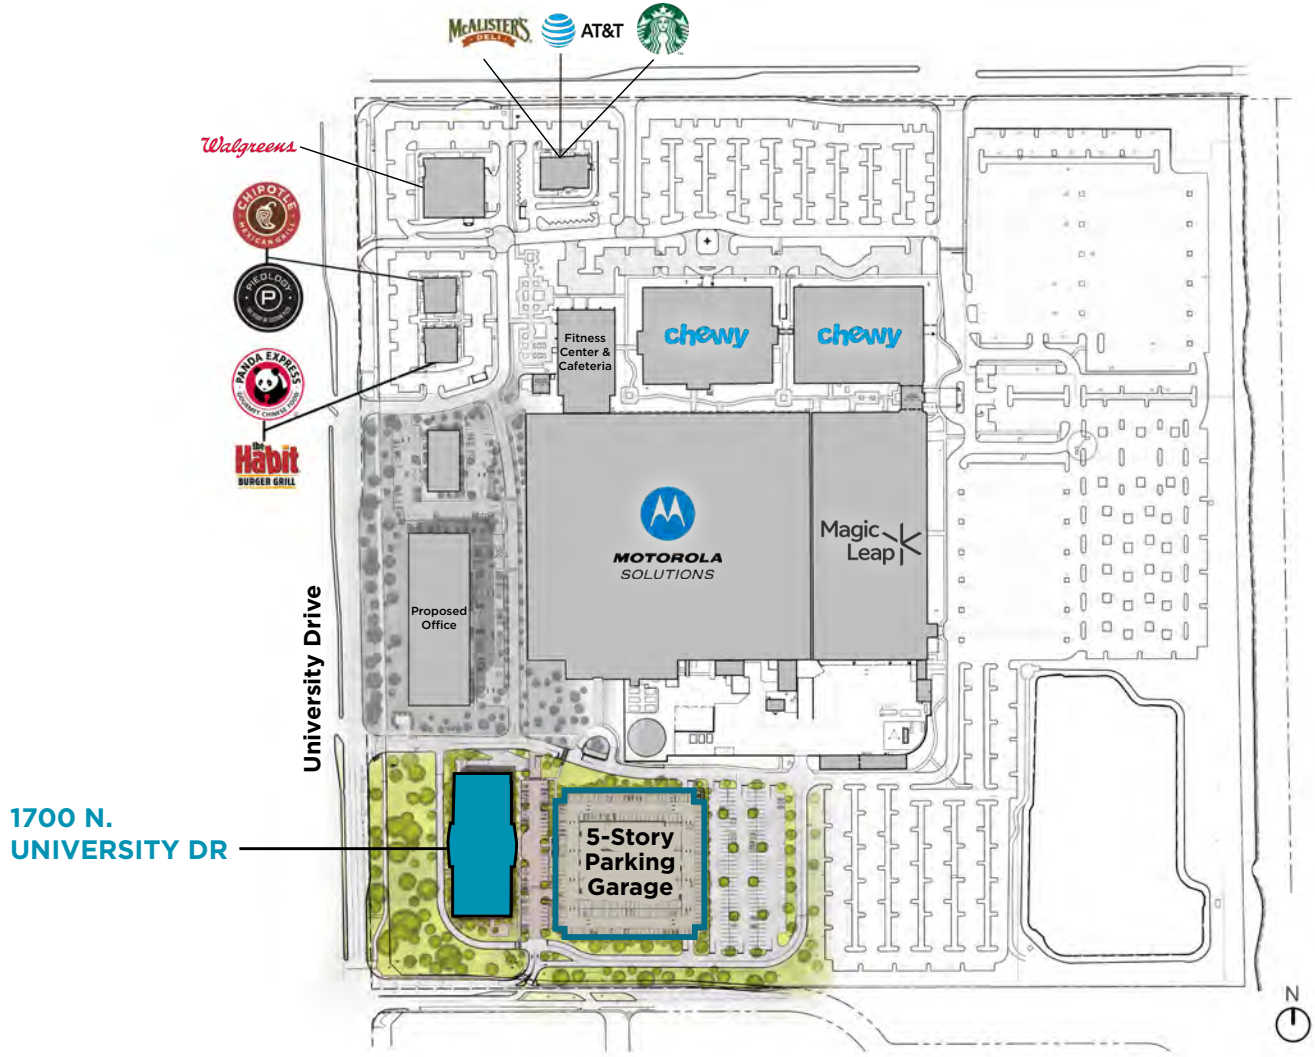 McALISTER'S
DELI
AT&T
Walgreens
CHIPOTLE
MEXICAN GRILL
PIEOLOGY
P
PANDA EXPRESS
GOURMET CHINESE FOOD
the
Habit
BURGER GRILL
Fitness
Center &
Cafeteria
chewy
chewy
MOTOROLA
SOLUTIONS
Magic
Leap
Proposed
Office
University Drive
1700 N.
UNIVERSITY DR
5-Story
Parking
Garage
N